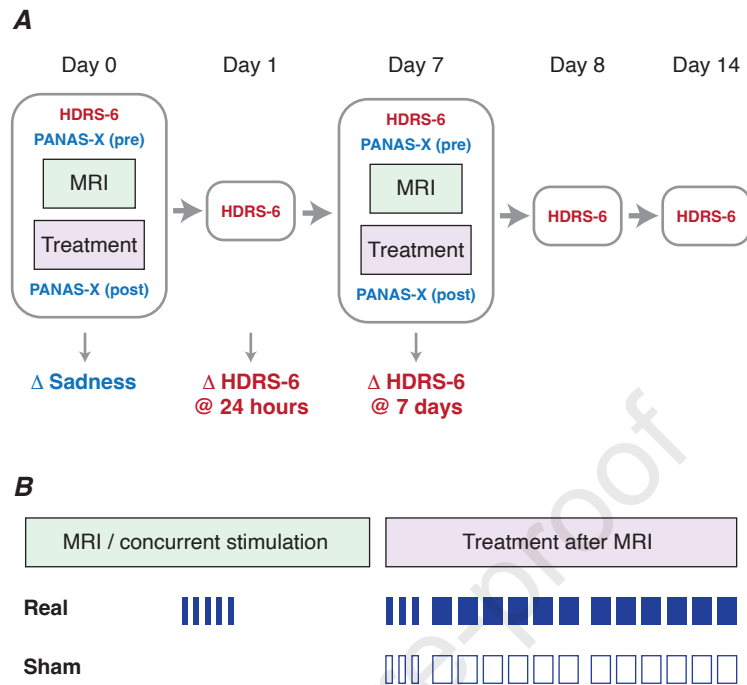 A
Day 0
Day 1
Day 7
Day 8
Day 14
HDRS-6
PANAS-X (pre)
MRI
Treatment
PANAS-X (post)
HDRS-6
HDRS-6
PANAS-X (pre)
MRI
Treatment
PANAS-X (post)
HDRS-6
HDRS-6
Δ Sadness
Δ HDRS-6
@ 24 hours
Δ HDRS-6
@ 7 days
B
MRI / concurrent stimulation
Treatment after MRI
Real
Sham
re-proof